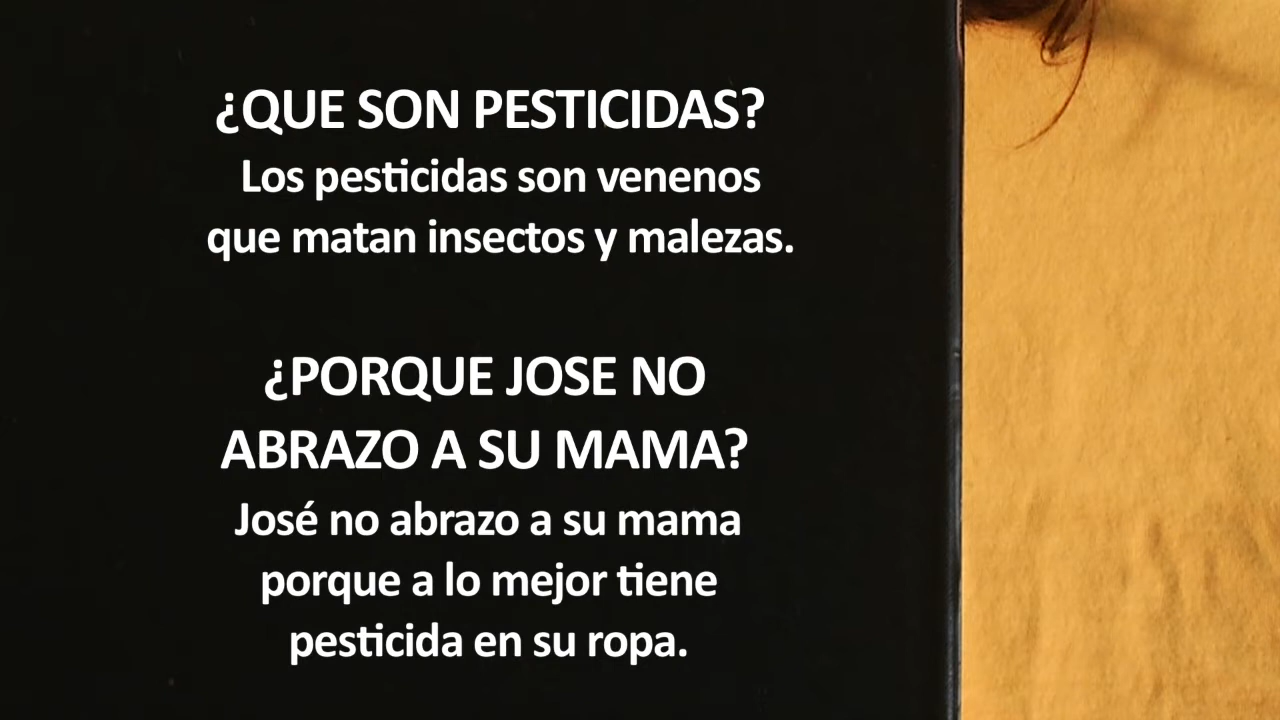 ¿QUE SON PESTICIDAS?
Los pesticidas son venenos
que matan insectos y malezas.
¿PORQUE JOSE NO
ABRAZO A SU MAMA?
José no abrazo a su mama
porque a lo mejor tiene
pesticida en su ropa.